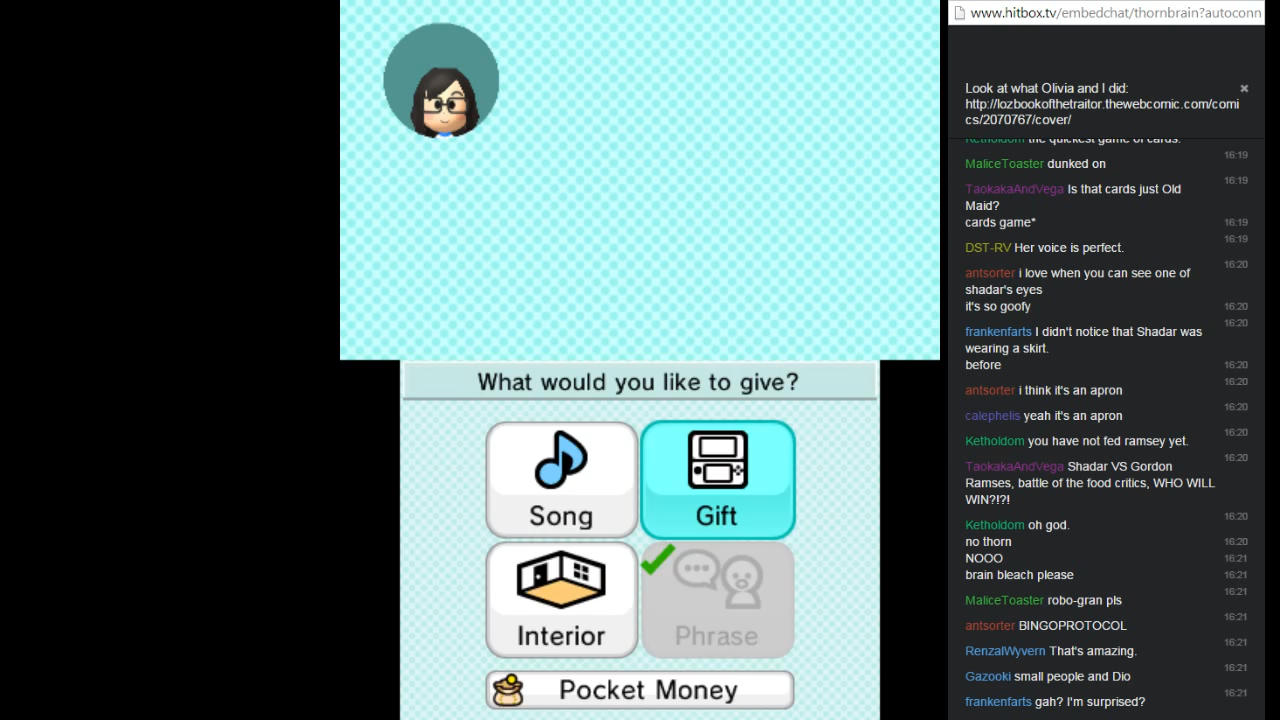 www.hitbox.tv/embedchat/thornbrain?autoconn
Look at what Olivia and I did:
http://lozbookofthetraitor.thewebcomic.com/comi
cs/2070767/cover/
Ketholdom the quickest game of cards.
16:19
MaliceToaster dunked on
16:19
TaokakaAndVega Is that cards just Old
Maid?
cards game* 16:19
16:19
DST-RV Her voice is perfect.
16:20
antsorter i love when you can see one of
shadar's eyes
it's so goofy 16:20
16:20
frankenfarts I didn't notice that Shadar was
wearing a skirt.
before 16:20
16:20
antsorter i think it's an apron
16:20
calephelis yeah it's an apron
16:20
Ketholdom you have not fed ramsey yet.
16:20
TaokakaAndVega Shadar VS Gordon
Ramses, battle of the food critics, WHO WILL
WIN?!?!
16:20
Ketholdom oh god.
no thorn 16:20
NOOO 16:21
brain bleach please 16:21
16:21
MaliceToaster robo-gran pls
16:21
antsorter BINGOPROTOCOL
16:21
RenzalWyvern That's amazing.
16:21
Gazooki small people and Dio
16:21
frankenfarts gah? I'm surprised?
What would you like to give?
Song
Gift
Interior
Phrase
Pocket Money